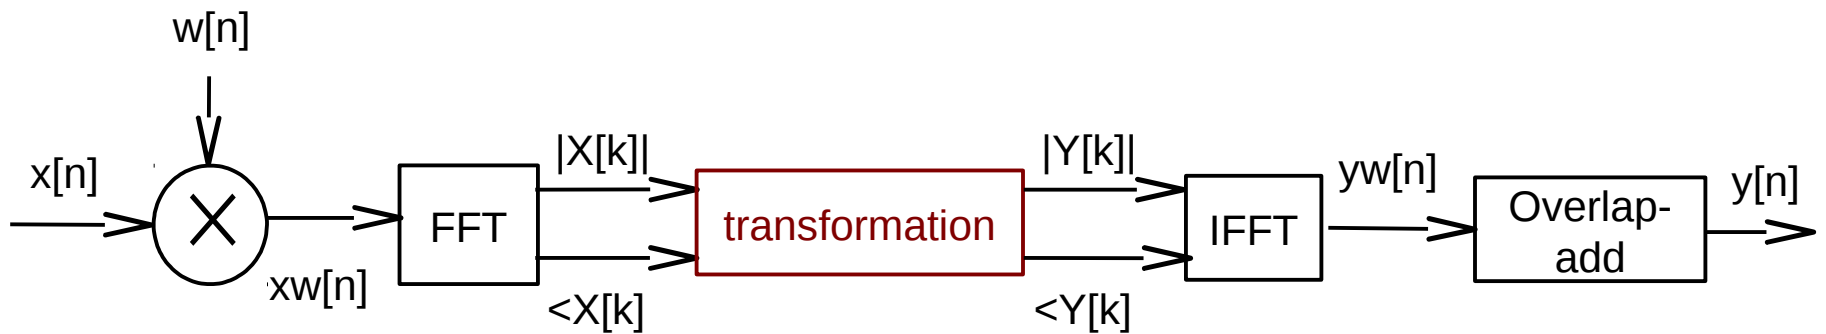 w[n]
x[n]
xw[n]
FFT
|X[k]|
<X[k]
transformation
|Y[k]|
<Y[k]
IFFT
yw[n]
Overlap-
add
y[n]